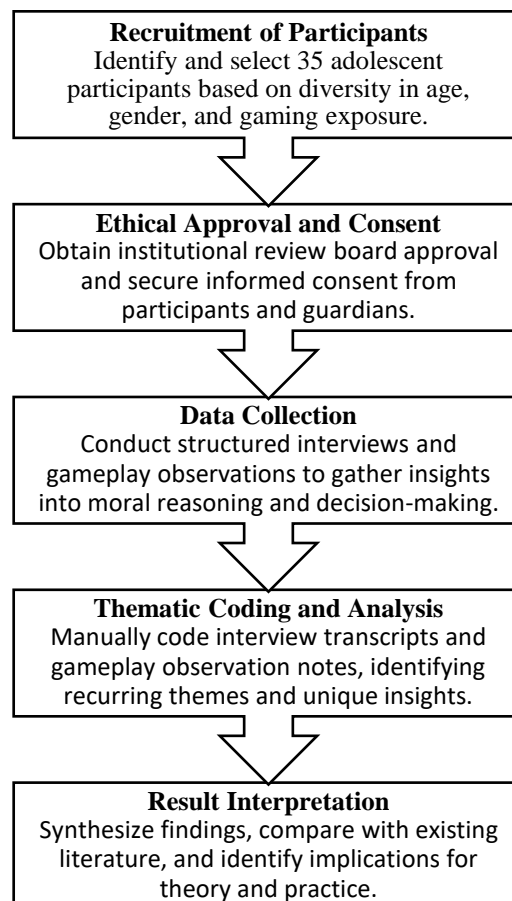 Recruitment of Participants
Identify and select 35 adolescent
participants based on diversity in age,
gender, and gaming exposure.
Ethical Approval and Consent
Obtain institutional review board approval
and secure informed consent from
participants and guardians.
Data Collection
Conduct structured interviews and
gameplay observations to gather insights
into moral reasoning and decision-making.
Thematic Coding and Analysis
Manually code interview transcripts and
gameplay observation notes, identifying
recurring themes and unique insights.
Result Interpretation
Synthesize findings, compare with existing
literature, and identify implications for
theory and practice.